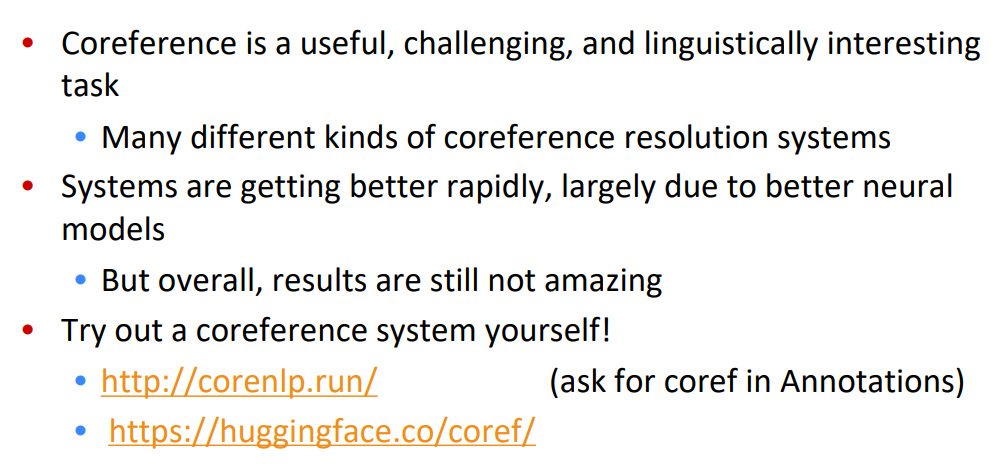 Coreference is a useful, challenging, and linguistically interesting
task
Many different kinds of coreference resolution systems
Systems are getting better rapidly, largely due to better neural
models
But overall, results are still not amazing
Try out a coreference system yourself!
http://corenlp.run/ (ask for coref in Annotations)
https://huggingface.co/coref/